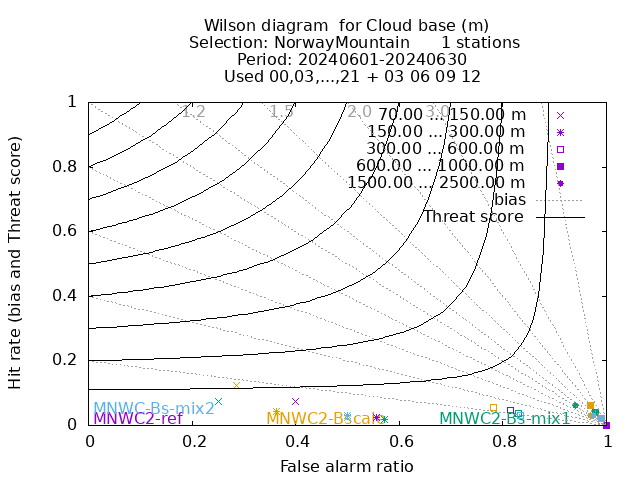 Wilson diagram  for Cloud base (m)
Selection: NorwayMountain      1 stations
Period: 20240601-20240630
Used 00,03,...,21 + 03 06 09 12
1.2 1.5 2.0 3.0
70.00 ... 150.00 m
150.00 ... 300.00 m
300.00 ... 600.00 m
600.00 ... 1000.00 m
1500.00 ... 2500.00 m
bias
Threat score
Hit rate (bias and Threat score)
1
0.8
0.6
0.4
0.2
0
MNWC-Bs-mix2
MNWC2-ref MNWC2-Bsca MNWC2-Bs-mix1
0 0.2 0.4 0.6 0.8 1
False alarm ratio